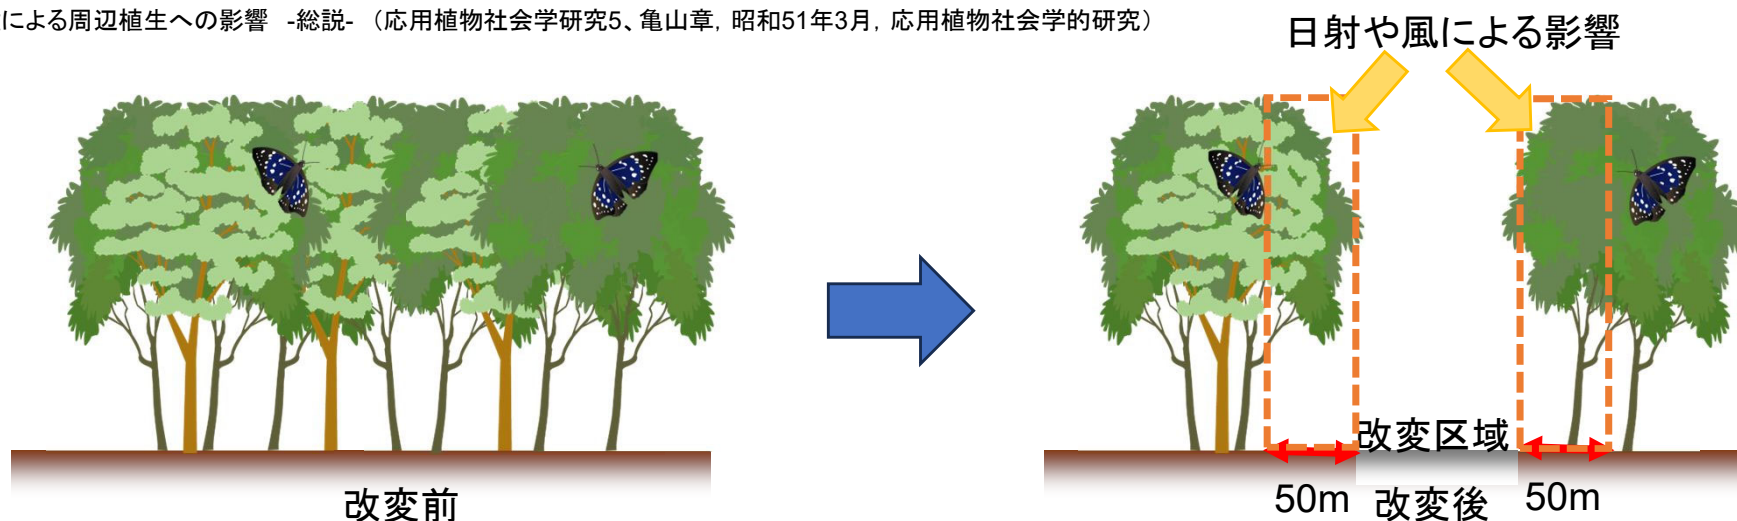 による周辺植生への影響 -総説- （応用植物社会学研究5、亀山章, 昭和51年3月, 応用植物社会学的研究）
日射や風による影響
改変区域
50m
50m
改変前
改変後